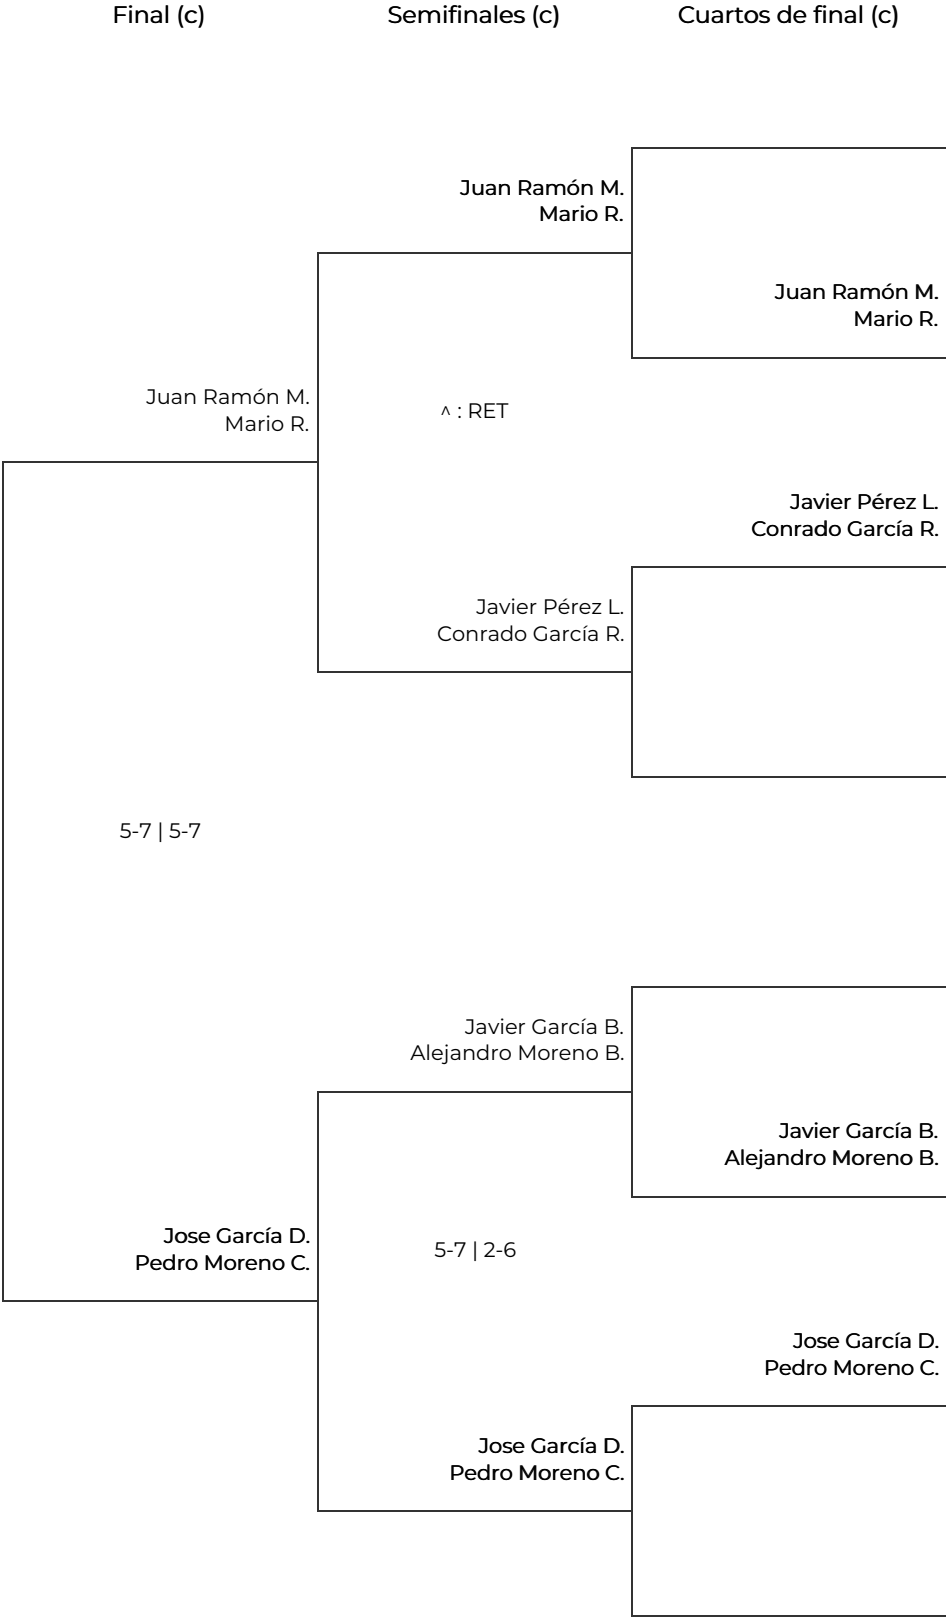 Final (c)
Semifinales (c)
Cuartos de final (c)
Juan Ramón M.
Mario R.
Juan Ramón M.
Mario R.
Juan Ramón M.
Mario R.
^ : RET
Javier Pérez L.
Conrado García R.
Javier Pérez L.
Conrado García R.
5-7 | 5-7
Javier García B.
Alejandro Moreno B.
Javier García B.
Alejandro Moreno B.
Jose García D.
Pedro Moreno C.
5-7 | 2-6
Jose García D.
Pedro Moreno C.
Jose García D.
Pedro Moreno C.